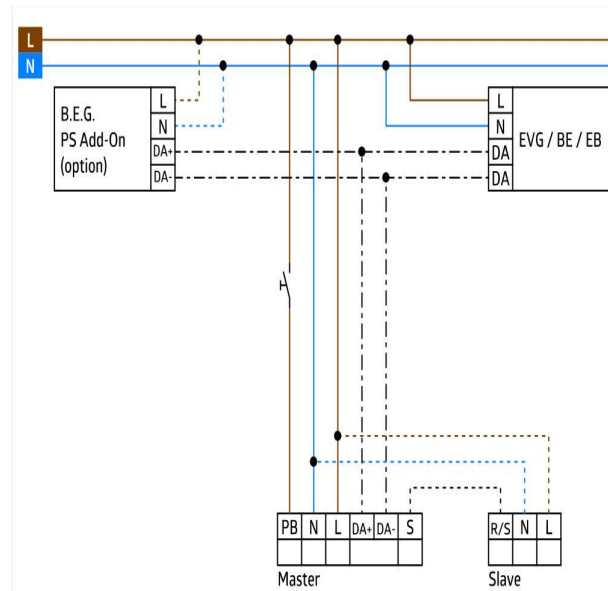 L
N
B.E.G.
PS Add-On
(option)
L
N
DA+
DA-
L
N
DA
DA
EVG / BE / EB
PB N L DA+ DA- S
Master
R/S N L
Slave